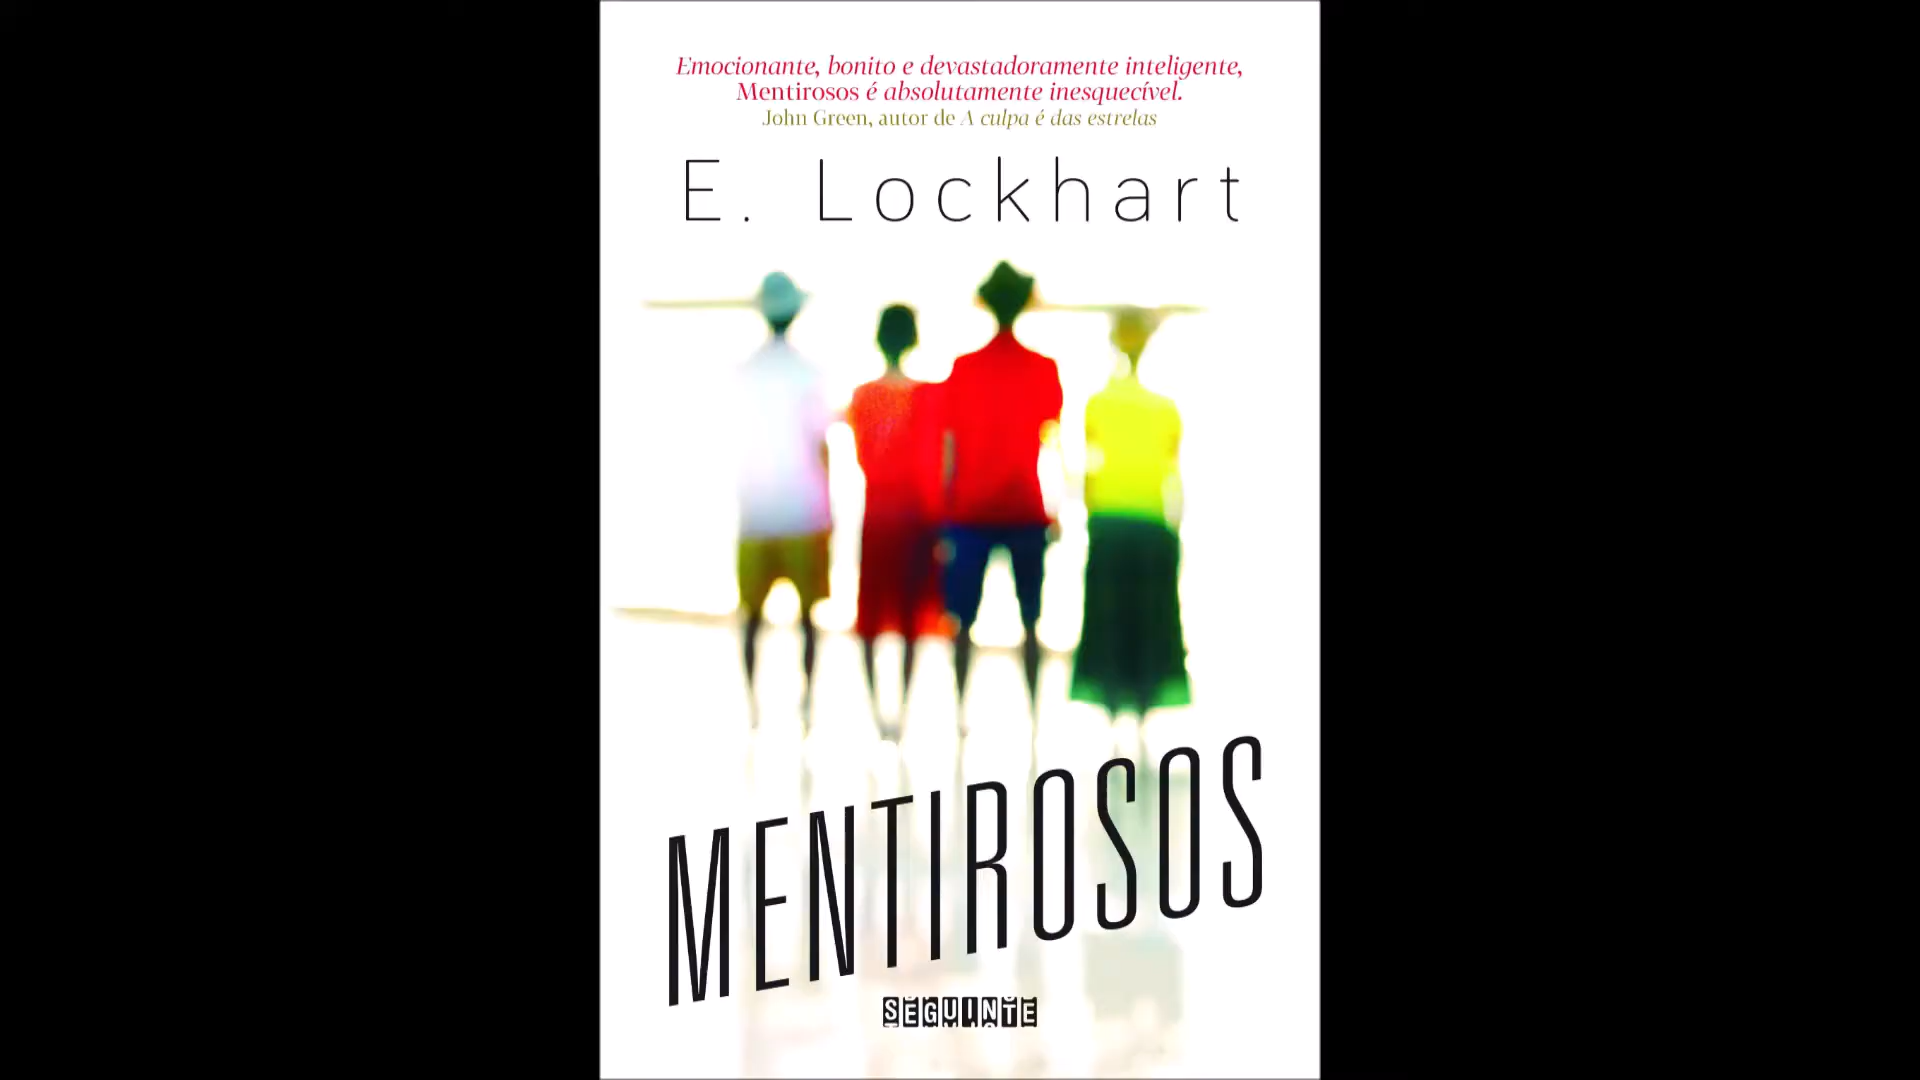 Emocionante, bonito e devastadoramente inteligente,
Mentirosos é absolutamente inesquecível.
John Green, autor de A culpa é das estrelas
E. Lockhart
MENTIROSOS
SEGUINTE